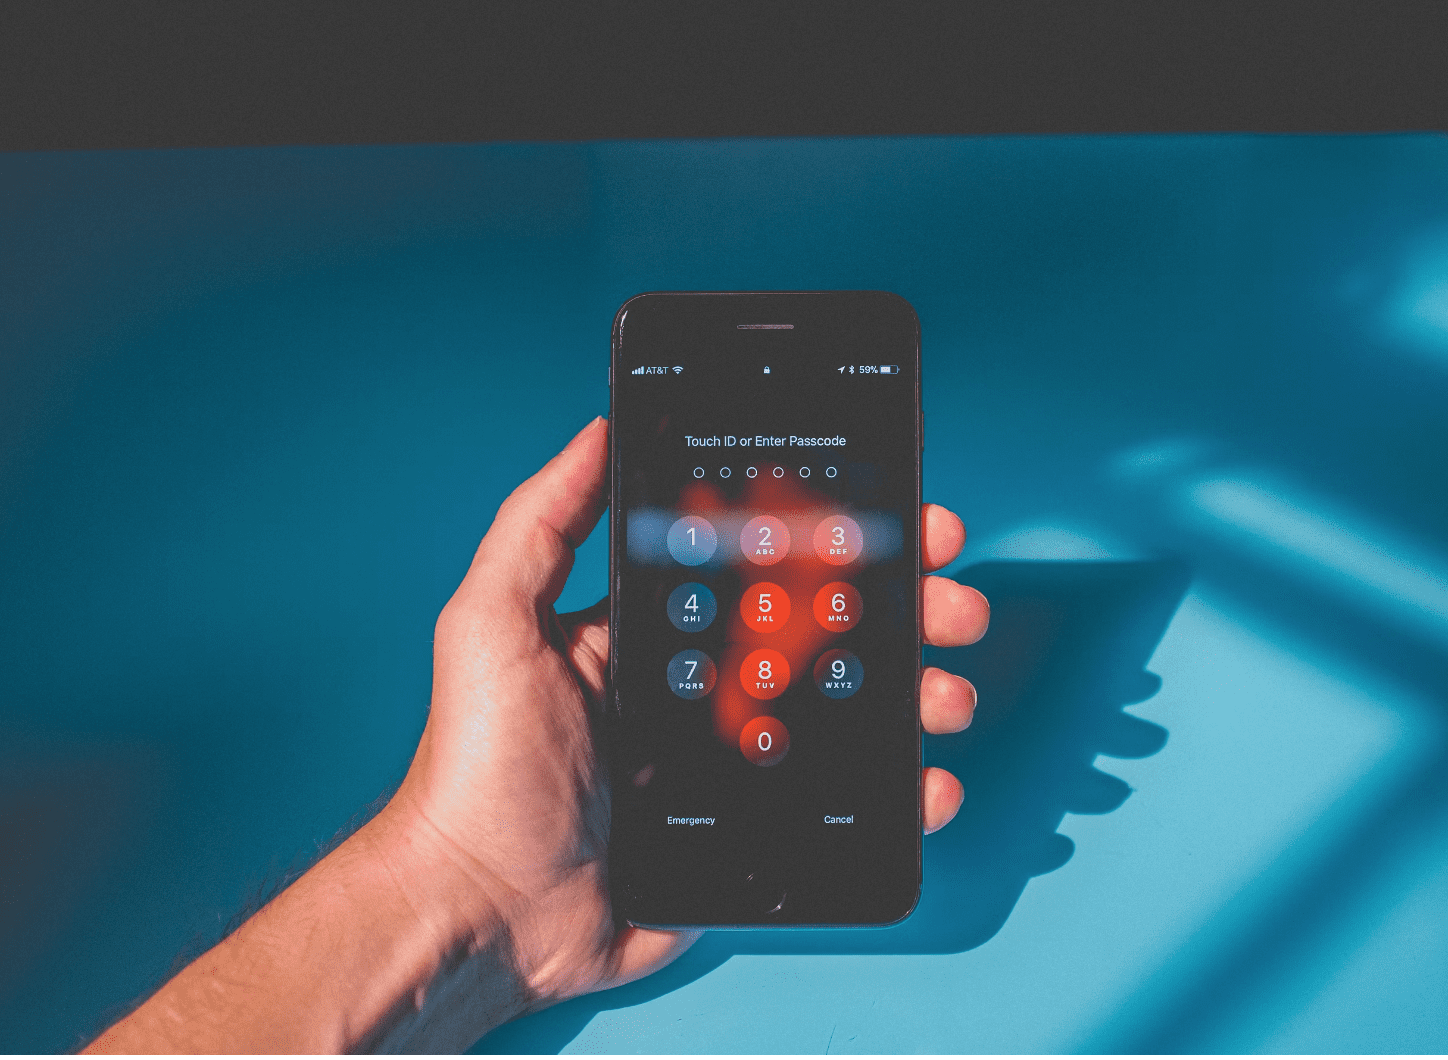 AT&T 59%
Touch ID or Enter Passcode
1 2 3
ABC DEF
4 5 6
GHI JKL MNO
7 8 9
PQRS TUV WXYZ
0
Emergency Cancel